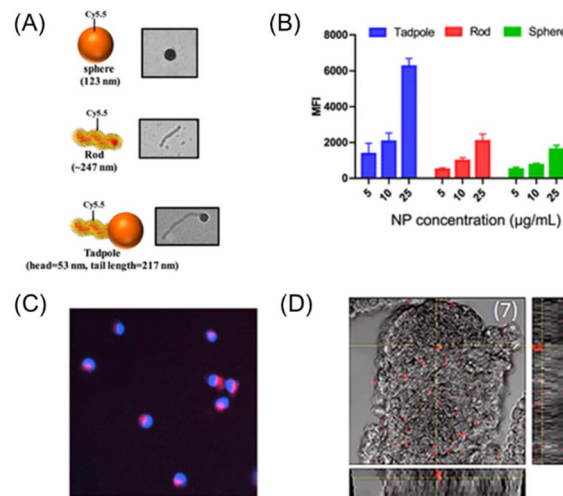 (A)
Cy5.5
sphere
(123 nm)
Cy5.5
Rod
(~247 nm)
Cy5.5
Tadpole
(head=53 nm, tail length=217 nm)
(B)
Tadpole Rod Sphere
8000
6000
4000
2000
0
MFI
5 10 25 5 10 25 5 10 25
NP concentration (µg/mL)
(C)
(D)
(7)